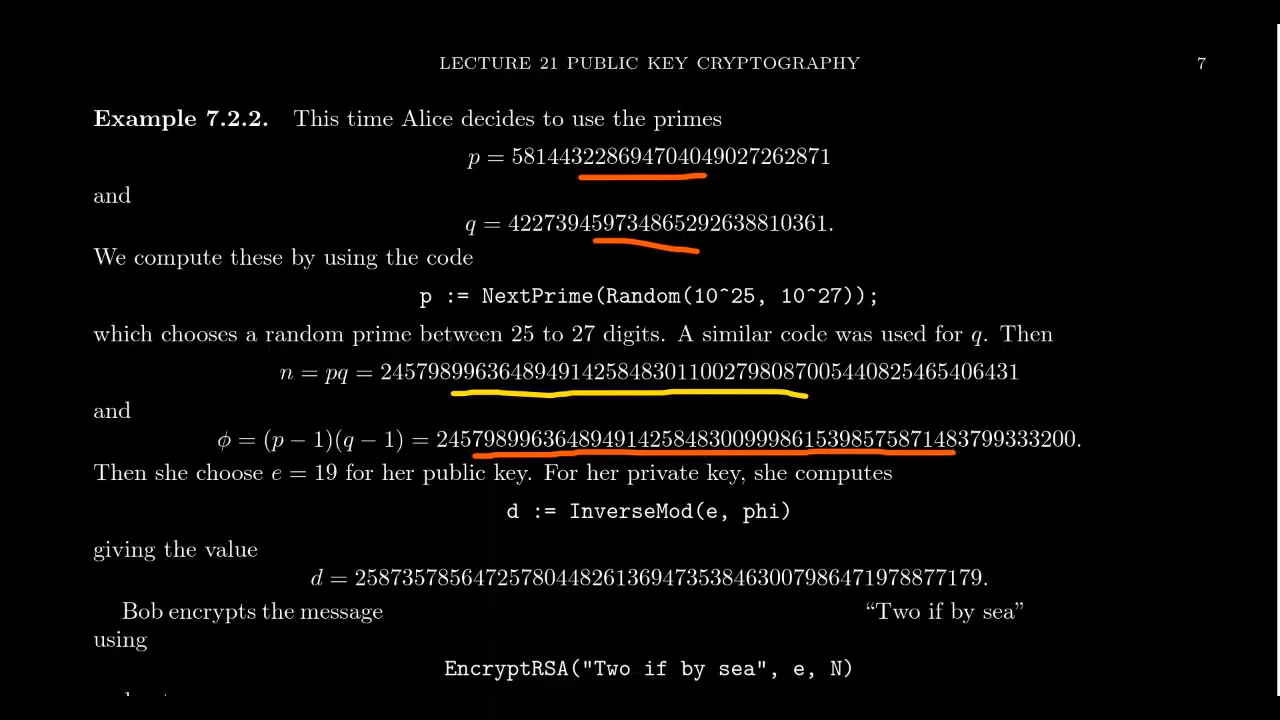 LECTURE 21 PUBLIC KEY CRYPTOGRAPHY 7
Example 7.2.2. This time Alice decides to use the primes
p = 581443228694704049027262871
and
q = 4227394597348652926388103​61.
We compute these by using the code
p := NextPrime(Random(10^25, 10^27));
which chooses a random prime between 25 to 27 digits. A similar code was used for q. Then
n = pq = 245798996364894914258483011002798087005440825465406431
and
ϕ = (p − 1)(q − 1) = 245798996364894914258483009998615398575871483799333200.
Then she choose e = 19 for her public key. For her private key, she computes
d := InverseMod(e, phi)
giving the value
d = 25873578564725780448261369473538463007986471978877179.
Bob encrypts the message "Two if by sea"
using
EncryptRSA("Two if by sea", e, N)